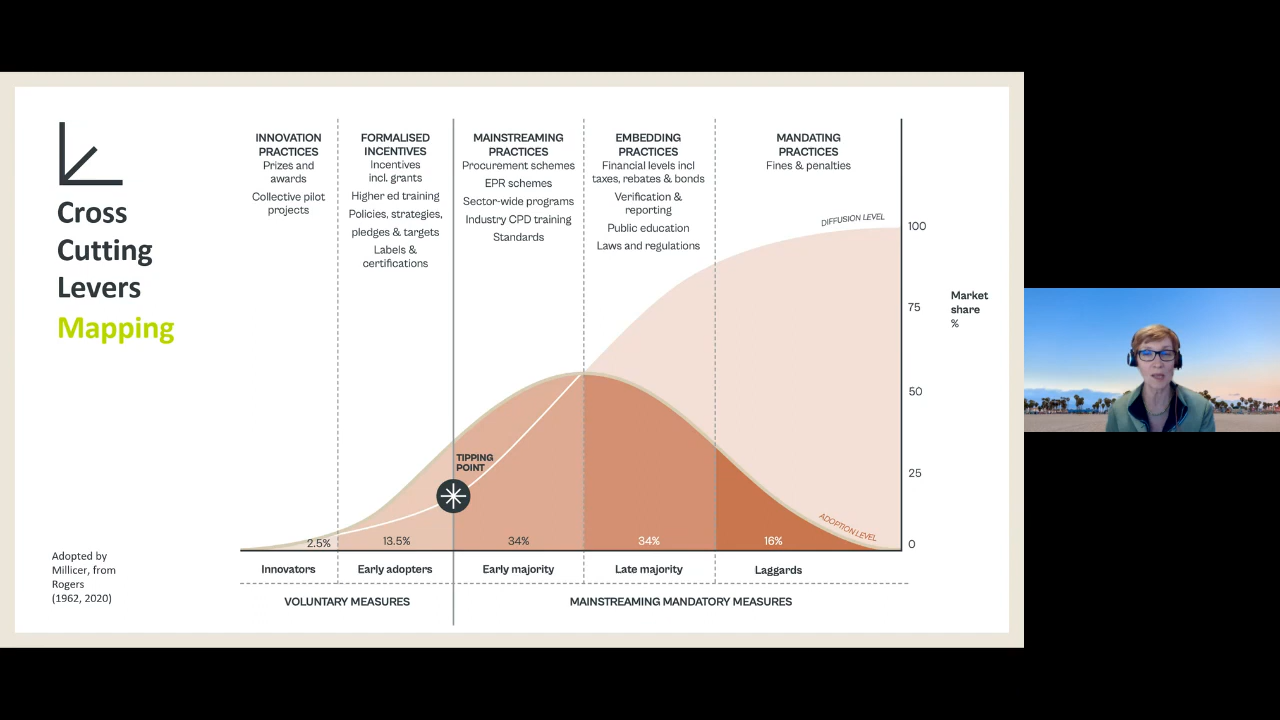 Cross
Cutting
Levers
Mapping
Adopted by
Millicer, from
Rogers
(1962, 2020)
INNOVATION
PRACTICES
Prizes and
awards
Collective pilot
projects
FORMALISED
INCENTIVES
Incentives
incl. grants
Higher ed training
Policies, strategies,
pledges & targets
Labels &
certifications
MAINSTREAMING
PRACTICES
Procurement schemes
EPR schemes
Sector-wide programs
Industry CPD training
Standards
EMBEDDING
PRACTICES
Financial levels incl
taxes, rebates & bonds
Verification &
reporting
Public education
Laws and regulations
MANDATING
PRACTICES
Fines & penalties
DIFFUSION LEVEL
100
75
50
25
0
Market
share
%
TIPPING
POINT
ADOPTION LEVEL
2.5%
13.5%
34%
34%
16%
Innovators
Early adopters
Early majority
Late majority
Laggards
VOLUNTARY MEASURES
MAINSTREAMING MANDATORY MEASURES